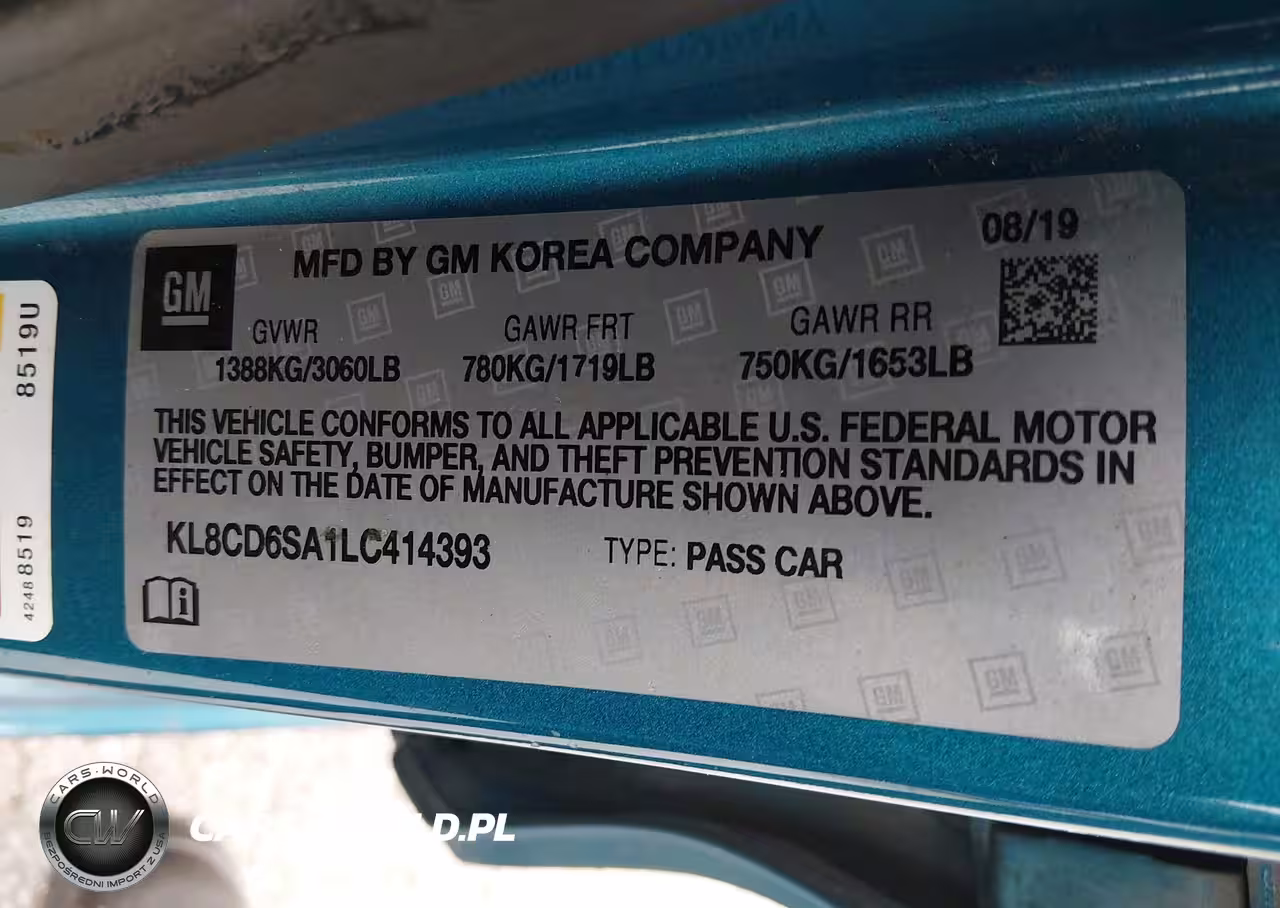 GM
MFD BY GM KOREA COMPANY
08/19
GVWR GAWR FRT GAWR RR
1388KG/3060LB 780KG/1719LB 750KG/1653LB
THIS VEHICLE CONFORMS TO ALL APPLICABLE U.S. FEDERAL MOTOR
VEHICLE SAFETY, BUMPER, AND THEFT PREVENTION STANDARDS IN
EFFECT ON THE DATE OF MANUFACTURE SHOWN ABOVE.
KL8CD6SA1LC414393 TYPE: PASS CAR
8519U
42488519
CARS-WORLD
CW
BEZPOŚREDNI IMPORT Z USA